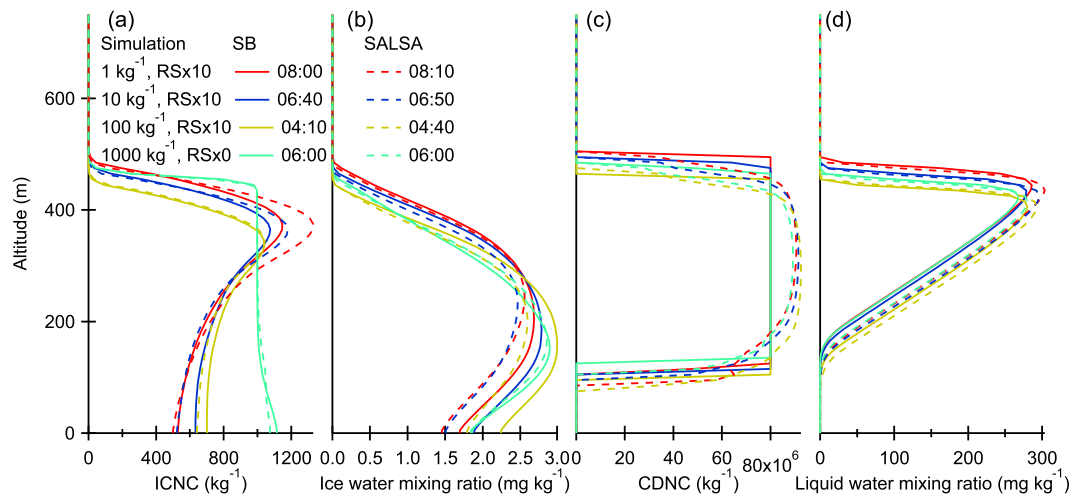 (a) (b) (c) (d)
Simulation SB SALSA
1 kg⁻¹, RSx10 08:00 08:10
10 kg⁻¹, RSx10 06:40 06:50
100 kg⁻¹, RSx10 04:10 04:40
1000 kg⁻¹, RSx0 06:00 06:00
Altitude (m)
600
400
200
0
0 400 800 1200 0.0 0.5 1.0 1.5 2.0 2.5 3.0 0 20 40 60 80x10⁶ 0 100 200 300
ICNC (kg⁻¹) Ice water mixing ratio (mg kg⁻¹) CDNC (kg⁻¹) Liquid water mixing ratio (mg kg⁻¹)